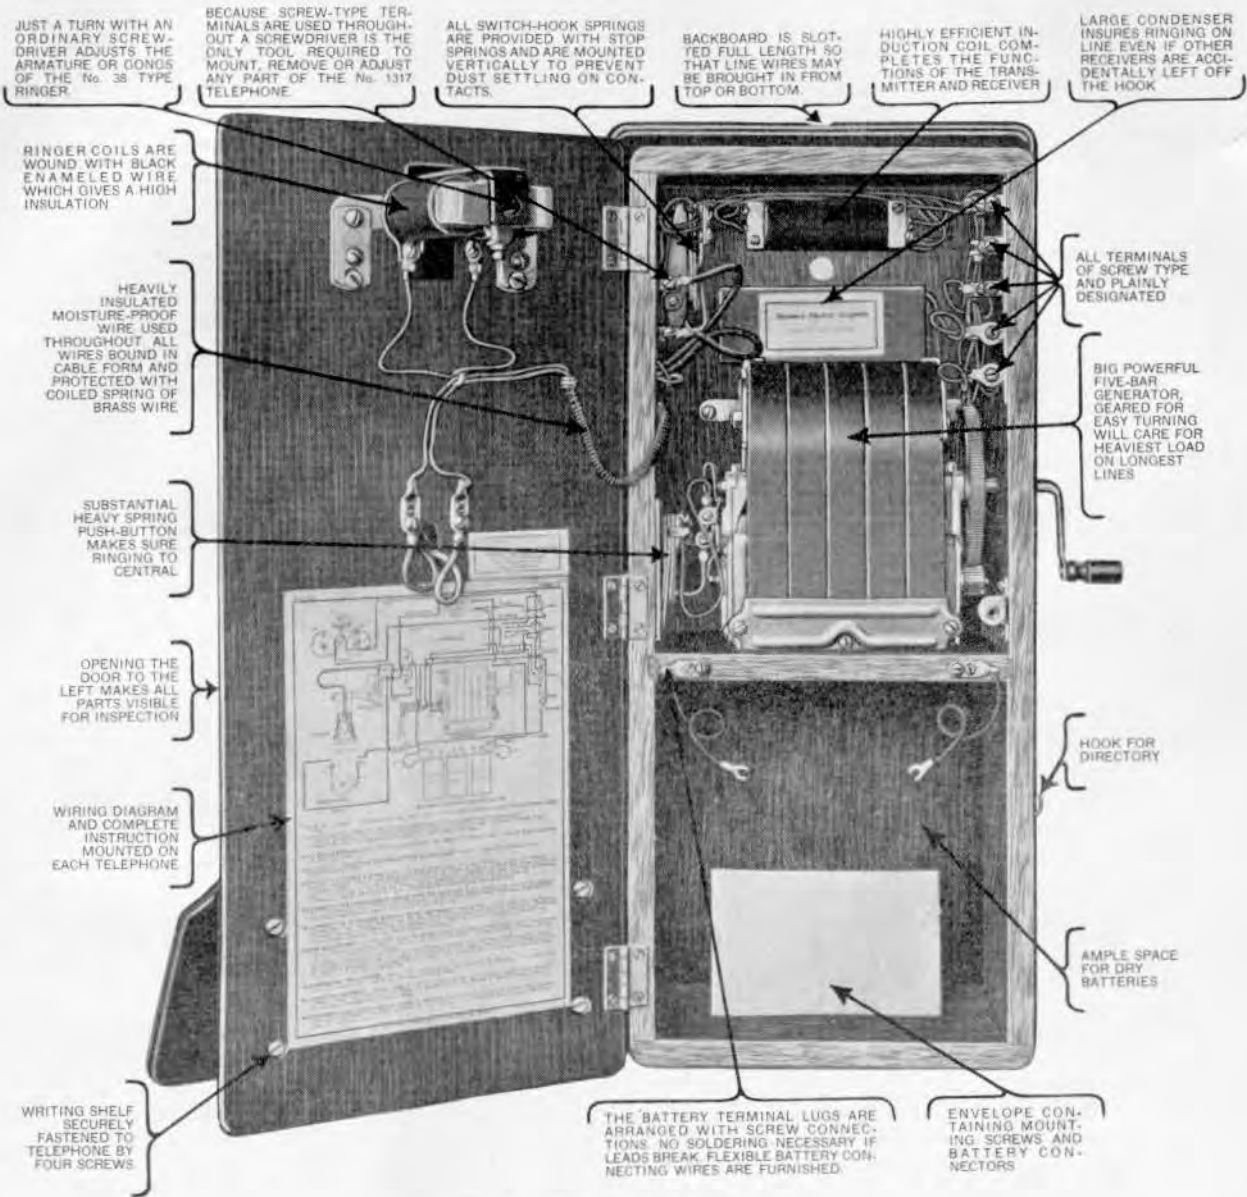 JUST A TURN WITH AN
ORDINARY SCREW-
DRIVER ADJUSTS THE
ARMATURE OR GONGS
OF THE No. 38 TYPE
RINGER.
BECAUSE SCREW-TYPE TER-
MINALS ARE USED THROUGH-
OUT A SCREWDRIVER IS THE
ONLY TOOL REQUIRED TO
MOUNT, REMOVE OR ADJUST
ANY PART OF THE No. 1317
TELEPHONE.
ALL SWITCH-HOOK SPRINGS
ARE PROVIDED WITH STOP
SPRINGS AND ARE MOUNTED
VERTICALLY TO PREVENT
DUST SETTLING ON CON-
TACTS.
BACKBOARD IS SLOT-
TED FULL LENGTH SO
THAT LINE WIRES MAY
BE BROUGHT IN FROM
TOP OR BOTTOM.
HIGHLY EFFICIENT IN-
DUCTION COIL COM-
PLETES THE FUNC-
TIONS OF THE TRANS-
MITTER AND RECEIVER
LARGE CONDENSER
INSURES RINGING ON
LINE EVEN IF OTHER
RECEIVERS ARE ACCI-
DENTALLY LEFT OFF
THE HOOK
RINGER COILS ARE
WOUND WITH BLACK
ENAMELED WIRE
WHICH GIVES A HIGH
INSULATION
HEAVILY
INSULATED
MOISTURE-PROOF
WIRE USED
THROUGHOUT. ALL
WIRES BOUND IN
CABLE FORM AND
PROTECTED WITH
COILED SPRING OF
BRASS WIRE
ALL TERMINALS
OF SCREW TYPE
AND PLAINLY
DESIGNATED
BIG POWERFUL
FIVE-BAR
GENERATOR,
GEARED FOR
EASY TURNING
WILL CARE FOR
HEAVIEST LOAD
ON LONGEST
LINES
SUBSTANTIAL
HEAVY SPRING
PUSH-BUTTON
MAKES SURE
RINGING TO
CENTRAL
OPENING THE
DOOR TO THE
LEFT MAKES ALL
PARTS VISIBLE
FOR INSPECTION
HOOK FOR
DIRECTORY
WIRING DIAGRAM
AND COMPLETE
INSTRUCTION
MOUNTED ON
EACH TELEPHONE
AMPLE SPACE
FOR DRY
BATTERIES
WRITING SHELF
SECURELY
FASTENED TO
TELEPHONE BY
FOUR SCREWS
THE BATTERY TERMINAL LUGS ARE
ARRANGED WITH SCREW CONNEC-
TIONS. NO SOLDERING NECESSARY IF
LEADS BREAK. FLEXIBLE BATTERY CON-
NECTING WIRES ARE FURNISHED.
ENVELOPE CON-
TAINING MOUNT-
ING SCREWS AND
BATTERY CON-
NECTORS